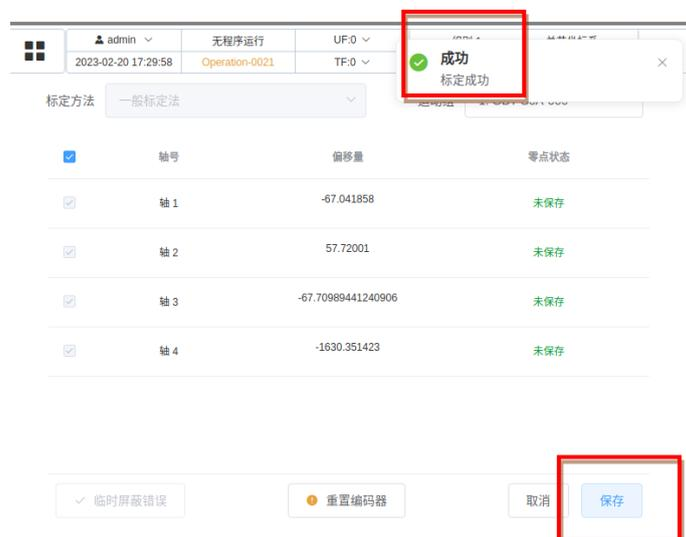 admin 无程序运行 UF:0
2023-02-20 17:29:58 Operation-0021 TF:0
成功
标定成功
标定方法 一般标定法
轴号 偏移量 零点状态
轴 1 -67.041858 未保存
轴 2 57.72001 未保存
轴 3 -67.70989441240906 未保存
轴 4 -1630.351423 未保存
临时屏蔽错误 重置编码器 取消 保存